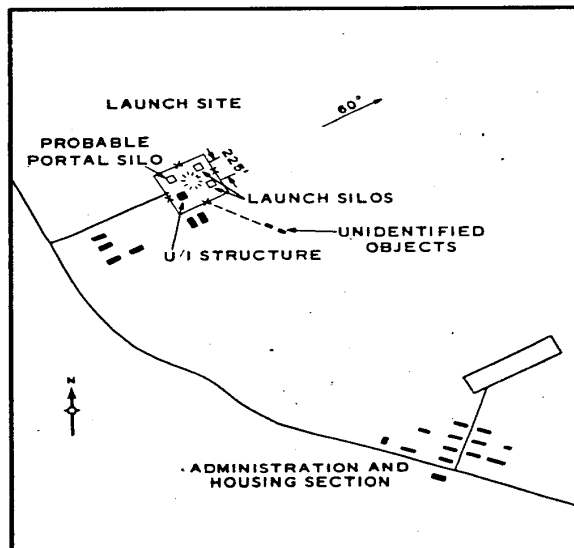 LAUNCH SITE
60°
PROBABLE
PORTAL SILO
225'
LAUNCH SILOS
UNIDENTIFIED
OBJECTS
U/I STRUCTURE
N
ADMINISTRATION AND
HOUSING SECTION